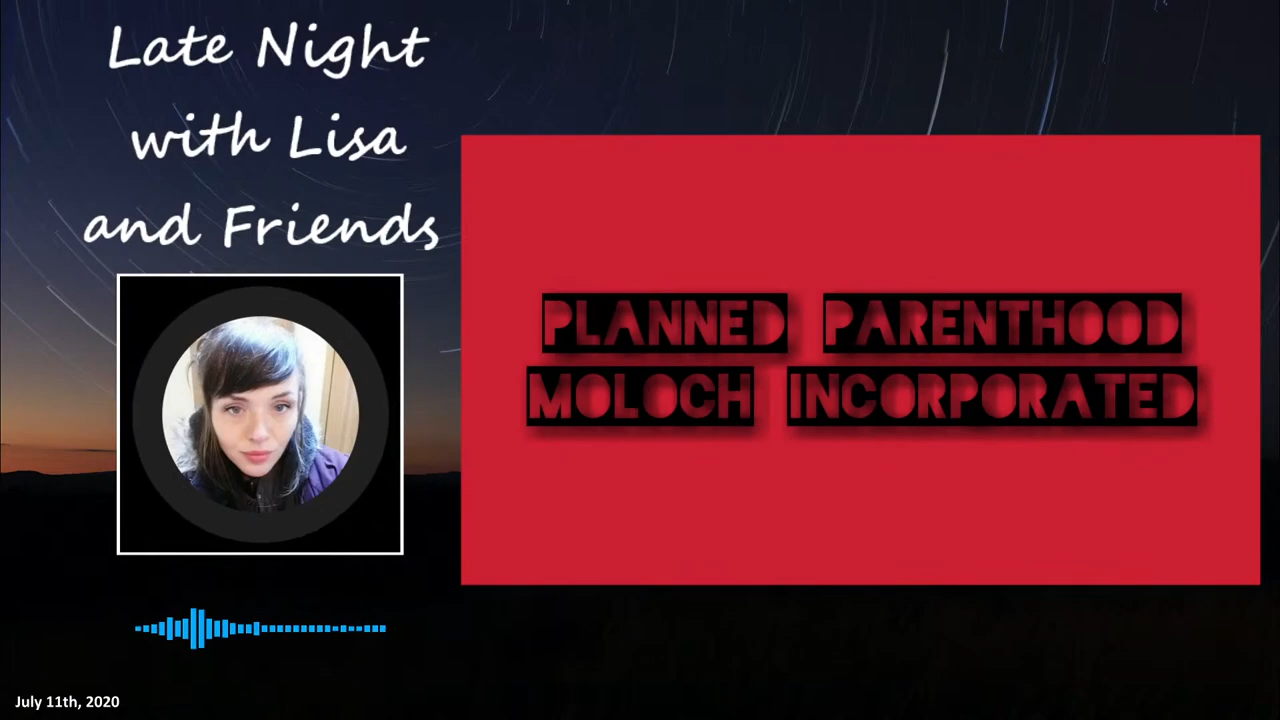 Late Night
with Lisa
and Friends
PLANNED PARENTHOOD
MOLOCH INCORPORATED
July 11th, 2020